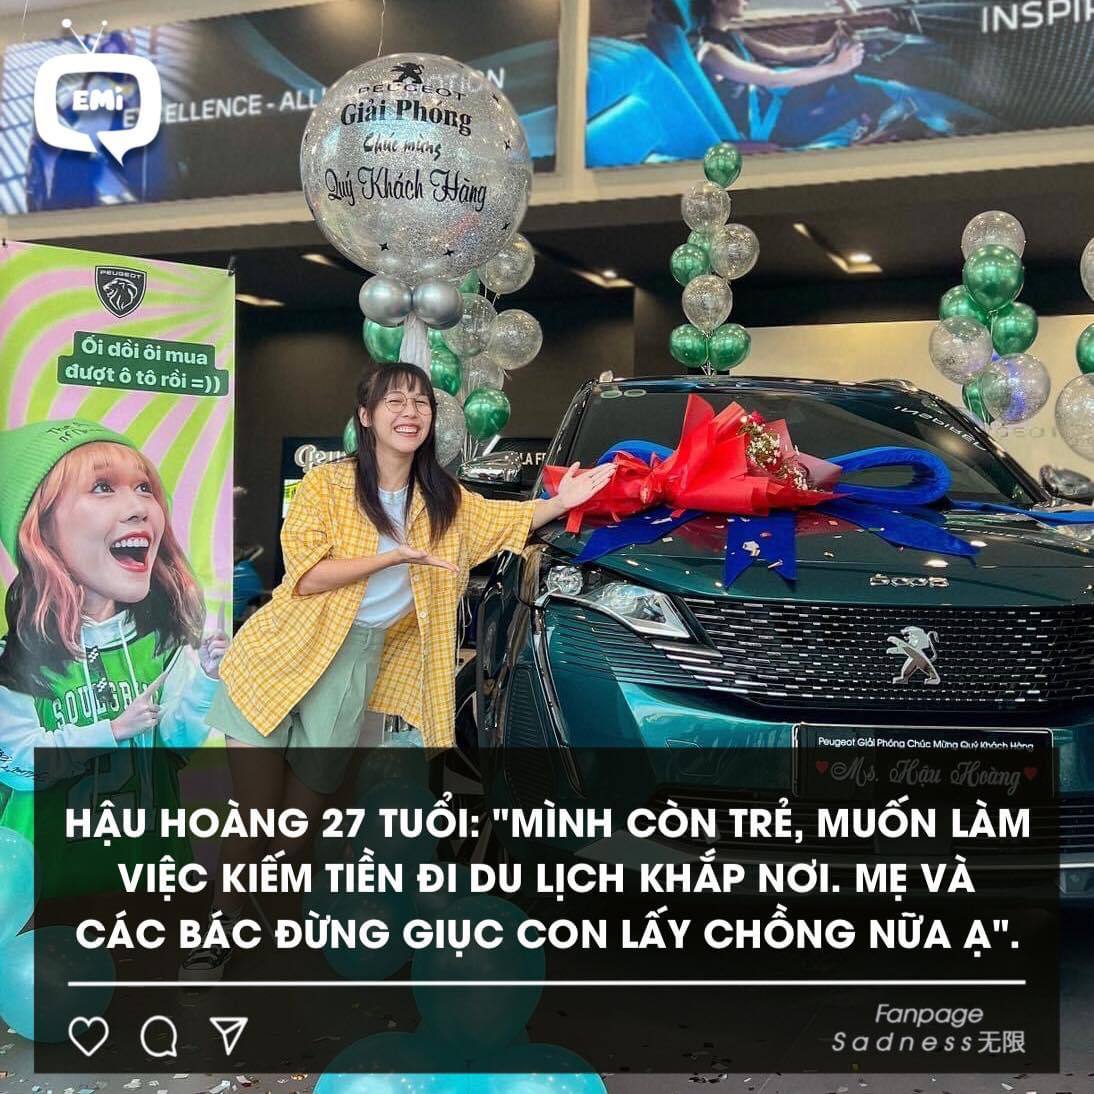 EMI
INSPI
EXCELLENCE - ALLU
TION
PEUGEOT
Giải Phóng
Chúc mừng
Quý Khách Hàng
PEUGEOT
Ối dồi ôi mua
được ô tô rồi =))
5008
Peugeot Giải Phóng Chúc Mừng Quý Khách Hàng
Ms. Hậu Hoàng
HẬU HOÀNG 27 TUỔI: "MÌNH CÒN TRẺ, MUỐN LÀM
VIỆC KIẾM TIỀN ĐI DU LỊCH KHẮP NƠI. MẸ VÀ
CÁC BÁC ĐỪNG GIỤC CON LẤY CHỒNG NỮA Ạ".
Fanpage
Sadness无限